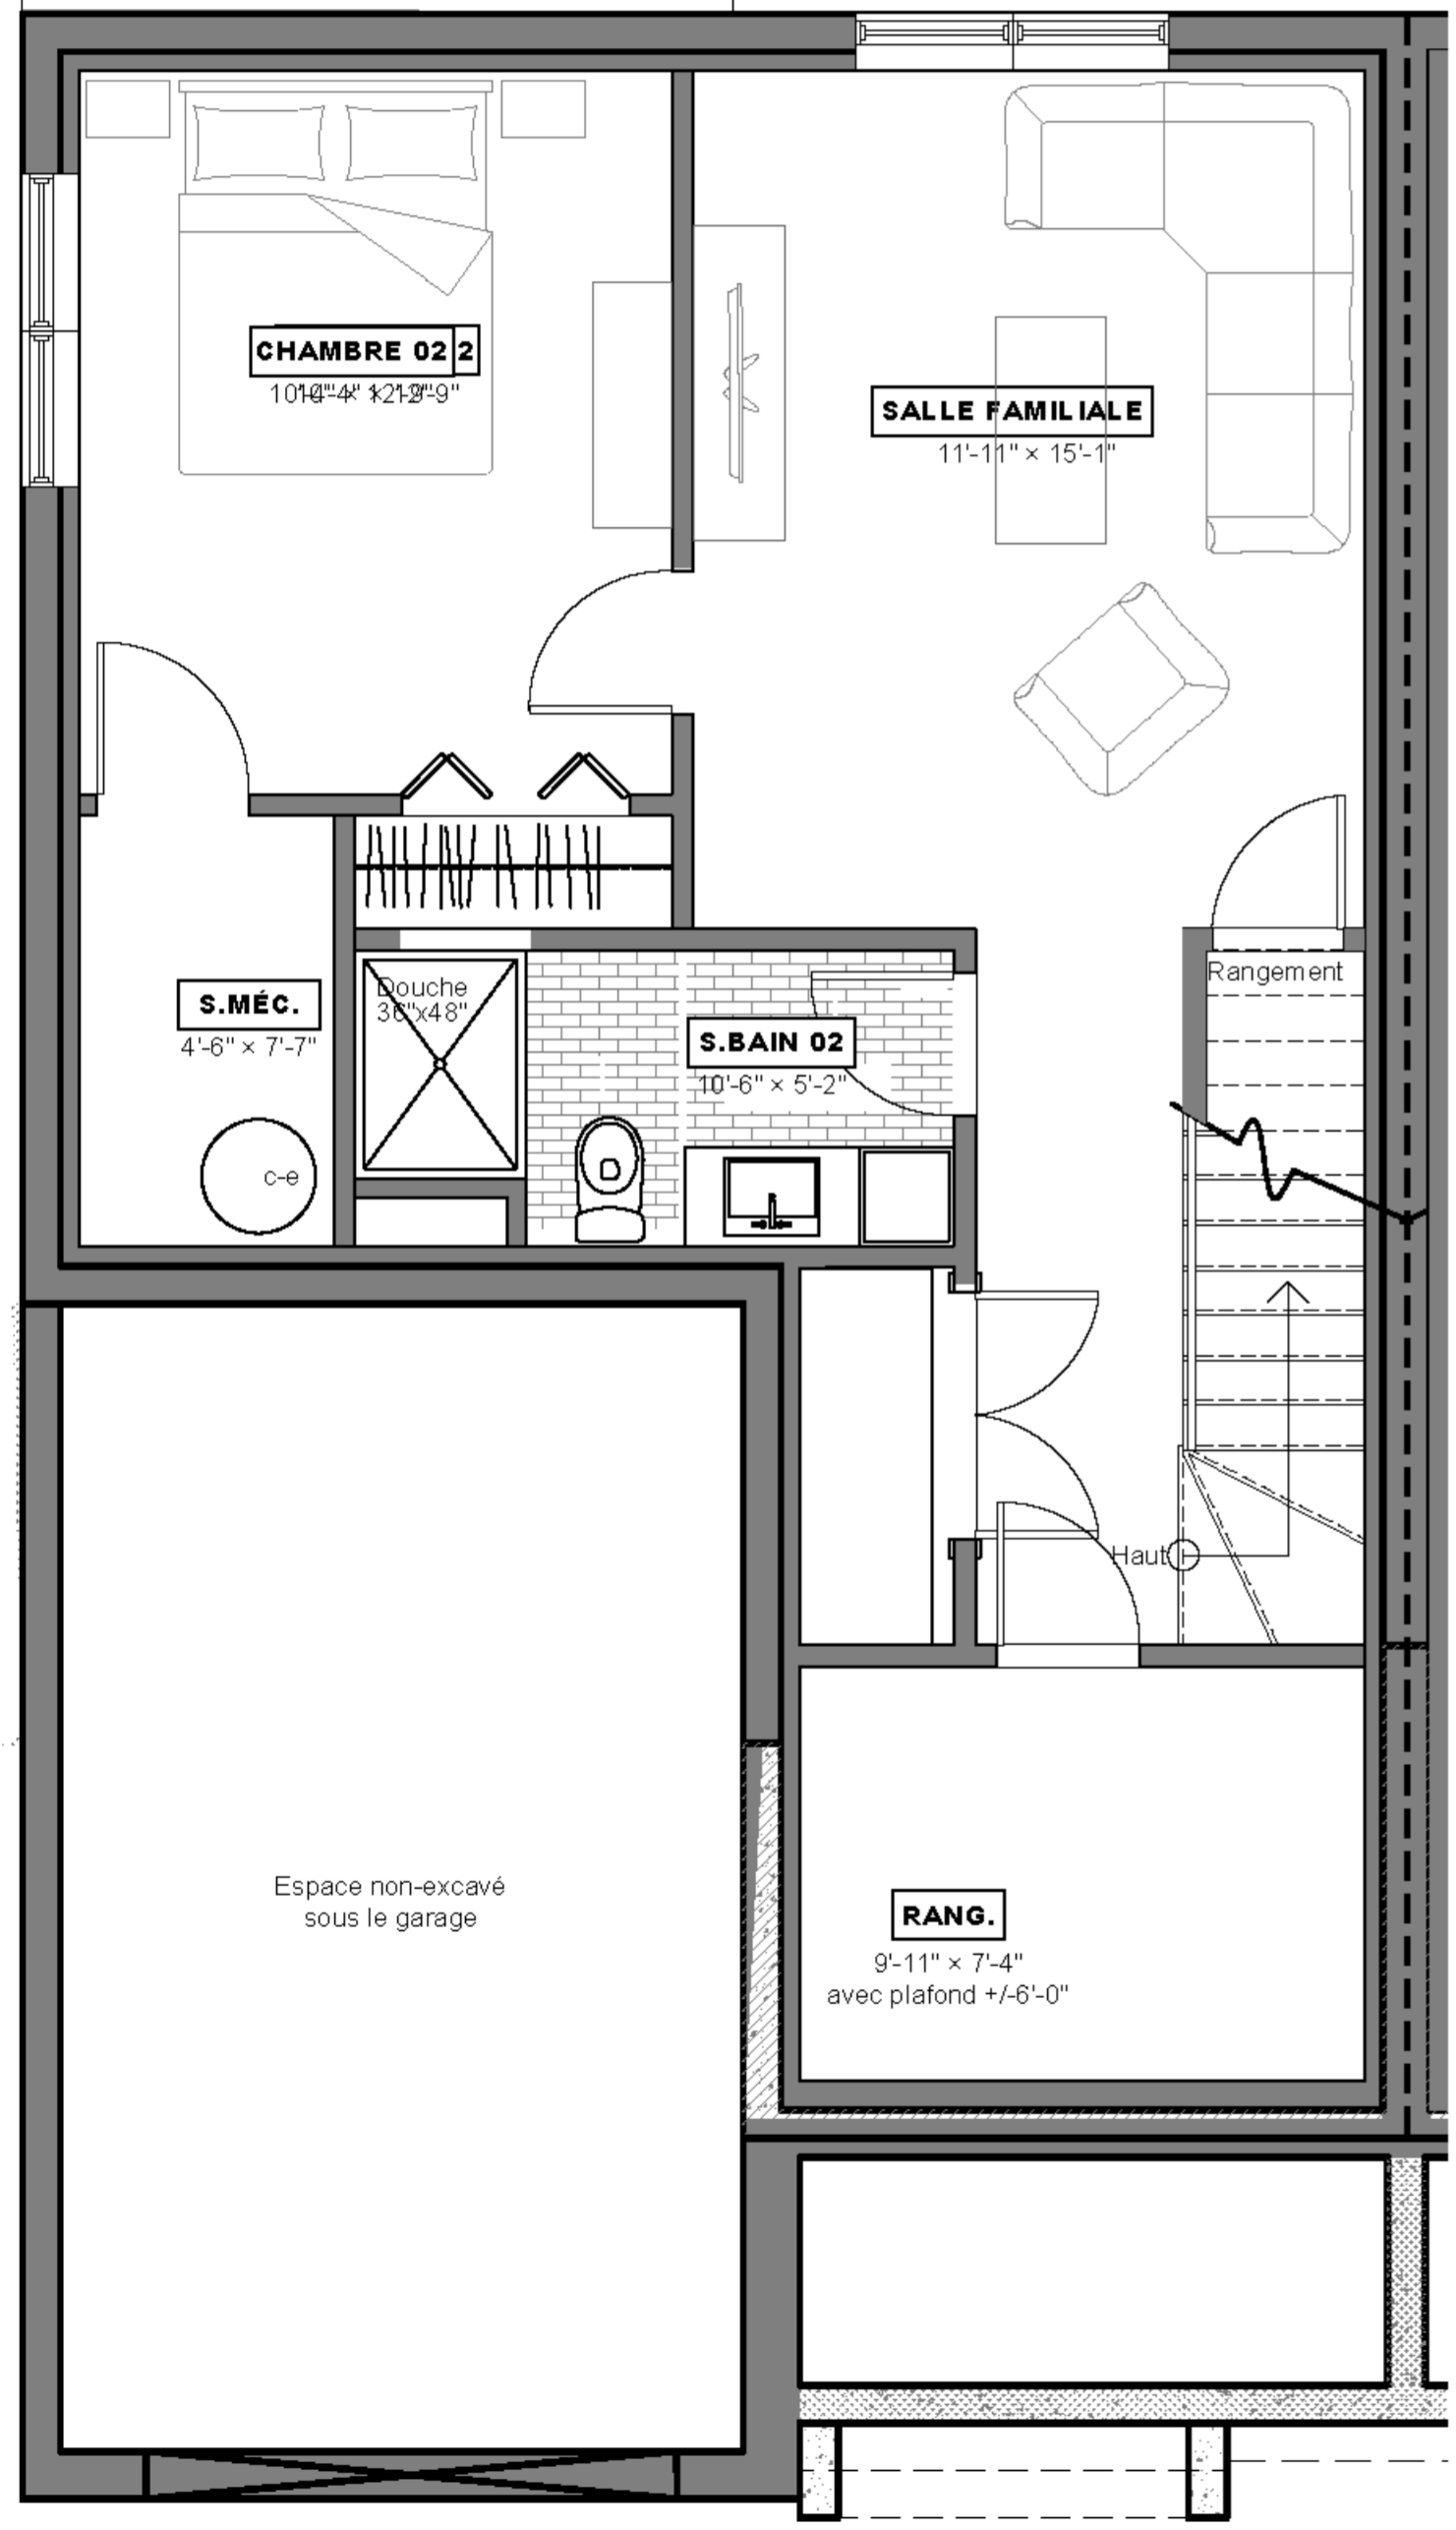 CHAMBRE 02 2
SALLE FAMILIALE
11'-11" × 15'-1"
Rangement
Douche
36"x48"
S.MÉC.
4'-6" × 7'-7"
S.BAIN 02
10'-6" × 5'-2"
c-e
Haut
Espace non-excavé
sous le garage
RANG.
9'-11" × 7'-4"
avec plafond +/-6'-0"